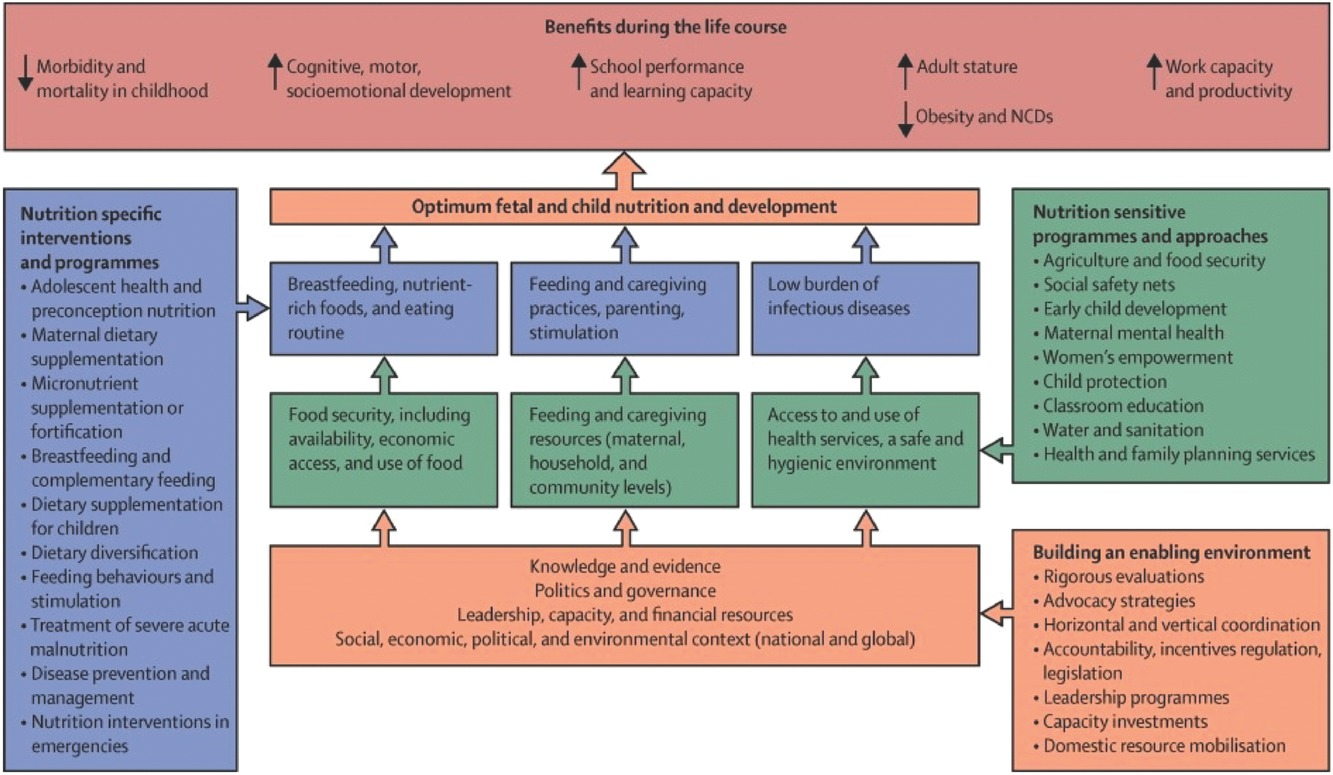 Benefits during the life course
Morbidity and
mortality in childhood
Cognitive, motor,
socioemotional development
School performance
and learning capacity
Adult stature
Obesity and NCDs
Work capacity
and productivity
Nutrition specific
interventions
and programmes
• Adolescent health and
preconception nutrition
• Maternal dietary
supplementation
• Micronutrient
supplementation or
fortification
• Breastfeeding and
complementary feeding
• Dietary supplementation
for children
• Dietary diversification
• Feeding behaviours and
stimulation
• Treatment of severe acute
malnutrition
• Disease prevention and
management
• Nutrition interventions in
emergencies
Optimum fetal and child nutrition and development
Breastfeeding, nutrient-
rich foods, and eating
routine
Feeding and caregiving
practices, parenting,
stimulation
Low burden of
infectious diseases
Food security, including
availability, economic
access, and use of food
Feeding and caregiving
resources (maternal,
household, and
community levels)
Access to and use of
health services, a safe and
hygienic environment
Knowledge and evidence
Politics and governance
Leadership, capacity, and financial resources
Social, economic, political, and environmental context (national and global)
Nutrition sensitive
programmes and approaches
• Agriculture and food security
• Social safety nets
• Early child development
• Maternal mental health
• Women's empowerment
• Child protection
• Classroom education
• Water and sanitation
• Health and family planning services
Building an enabling environment
• Rigorous evaluations
• Advocacy strategies
• Horizontal and vertical coordination
• Accountability, incentives regulation,
legislation
• Leadership programmes
• Capacity investments
• Domestic resource mobilisation